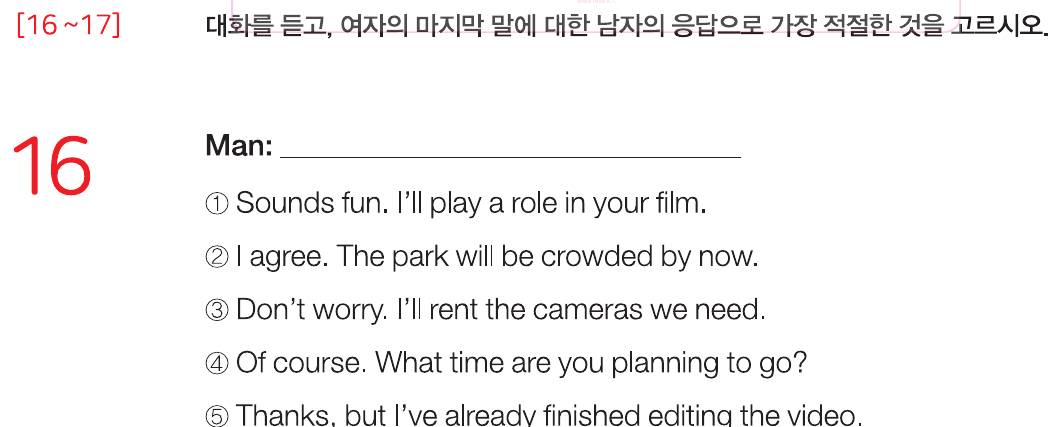 [16 ~ 17] 대화를 듣고, 여자의 마지막 말에 대한 남자의 응답으로 가장 적절한 것을 고르시오.
16 Man:
① Sounds fun. I'll play a role in your film.
② I agree. The park will be crowded by now.
③ Don't worry. I'll rent the cameras we need.
④ Of course. What time are you planning to go?
⑤ Thanks, but I've already finished editing the video.